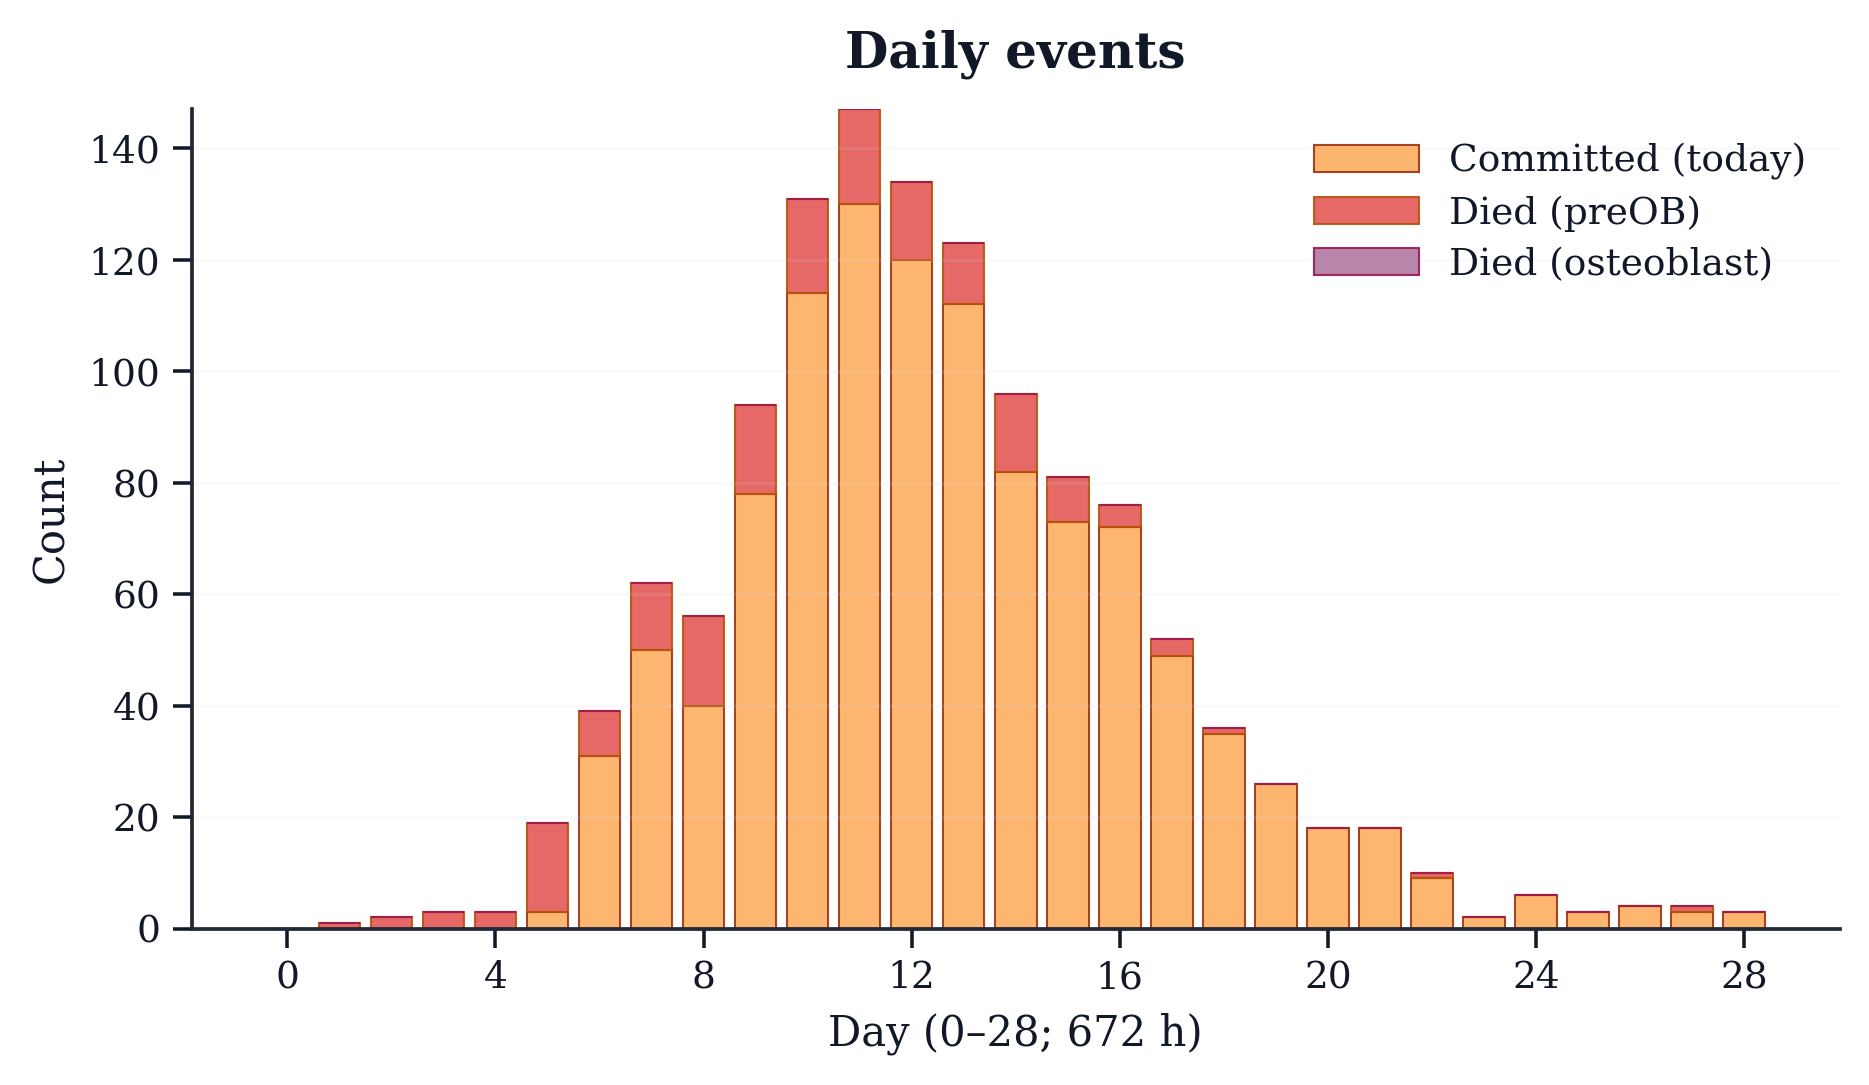 Daily events
140
120
100
80
60
40
20
0
Count
0 4 8 12 16 20 24 28
Day (0–28; 672 h)
Committed (today)
Died (preOB)
Died (osteoblast)